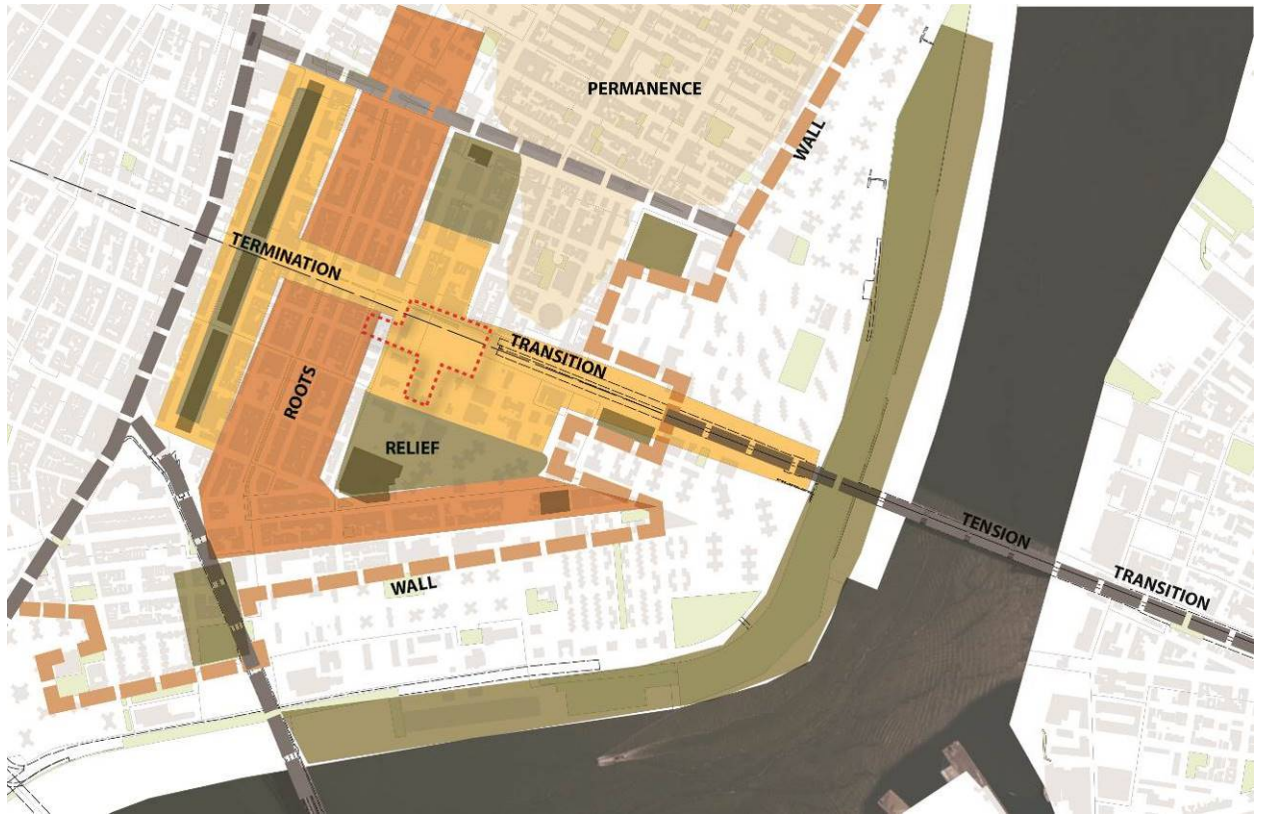 PERMANENCE
WALL
TERMINATION
TRANSITION
ROOTS
RELIEF
TENSION
TRANSITION
WALL